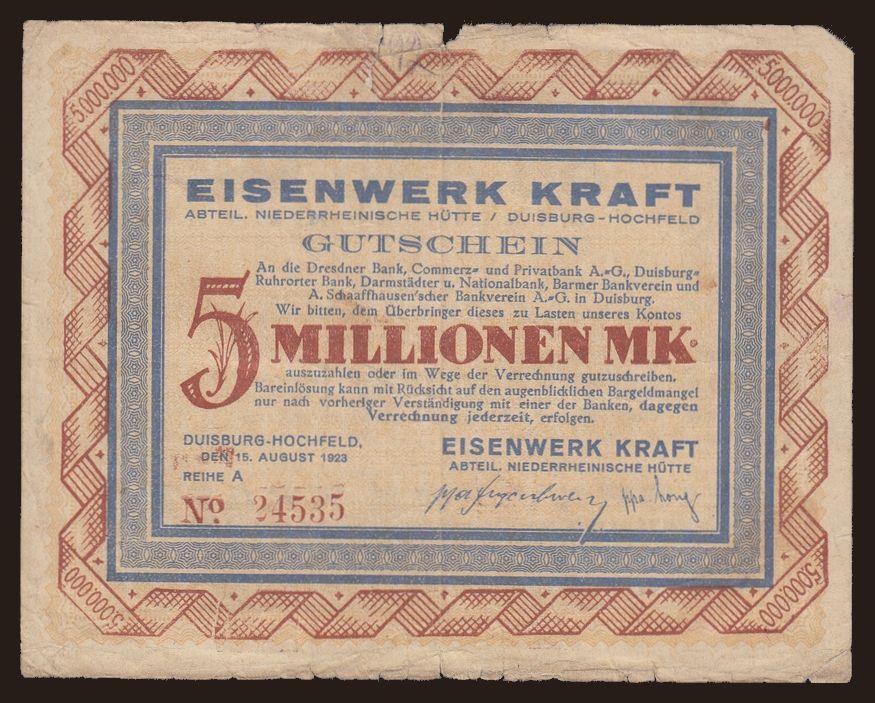 5.000.000
5.000.000
EISENWERK KRAFT
ABTEIL. NIEDERRHEINISCHE HÜTTE / DUISBURG-HOCHFELD
GUTSCHEIN
An die Dresdner Bank, Commerz- und Privatbank A.-G., Duisburg-
Ruhrorter Bank, Darmstädter u. Nationalbank, Barmer Bankverein und
A. Schaaffhausen'scher Bankverein A.-G. in Duisburg.
Wir bitten, dem Überbringer dieses zu Lasten unseres Kontos
5 MILLIONEN MK.
auszuzahlen oder im Wege der Verrechnung gutzuschreiben.
Bareinlösung kann mit Rücksicht auf den augenblicklichen Bargeldmangel
nur nach vorheriger Verständigung mit einer der Banken, dagegen
Verrechnung jederzeit, erfolgen.
DUISBURG-HOCHFELD,
DEN 15. AUGUST 1923
REIHE A
No. 24535
EISENWERK KRAFT
ABTEIL. NIEDERRHEINISCHE HÜTTE
ppa.
5.000.000
5.000.000